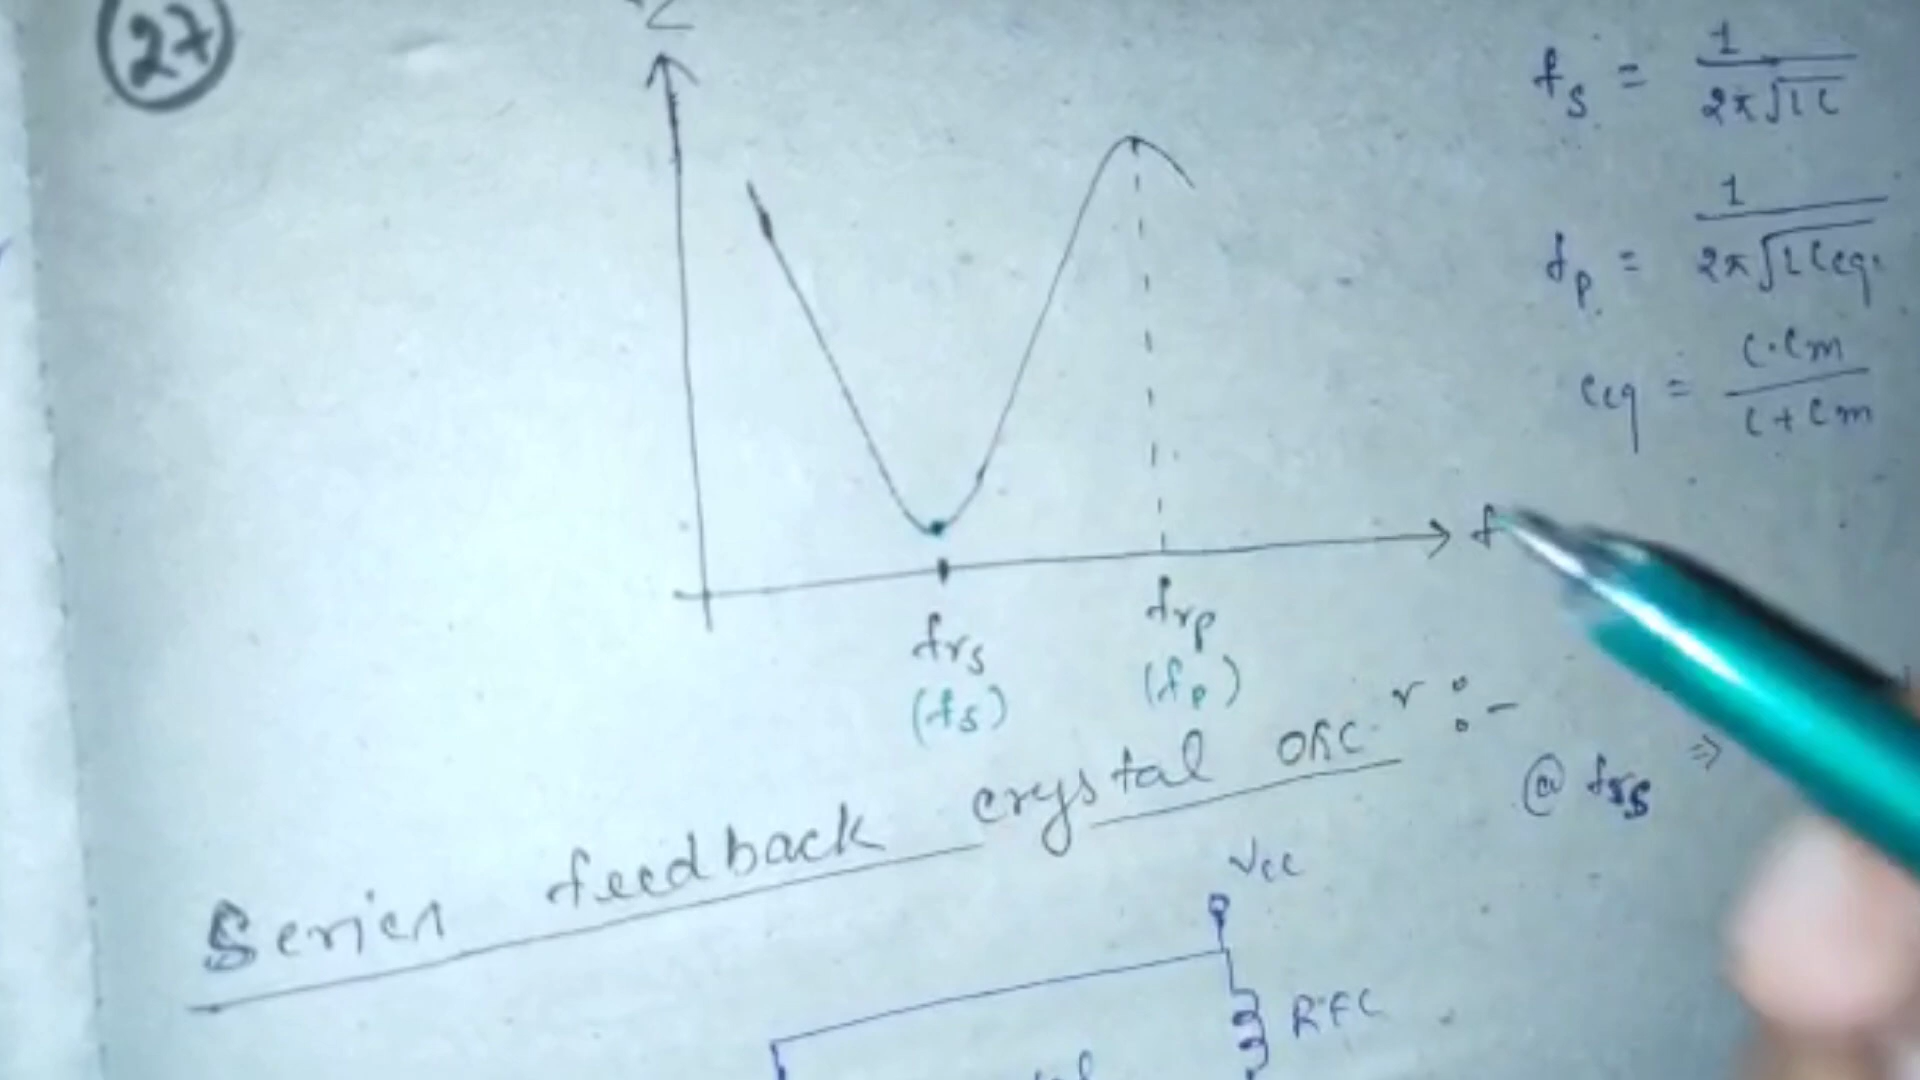 27
Z
fs = 1 / 2π√LC
fp = 1 / 2π√LCeq.
Ceq = C·Cm / C+Cm
f
frs
(fs)
frp
(fp)
Series feedback crystal oscr :-
@ frs ⇒
Vcc
RFC